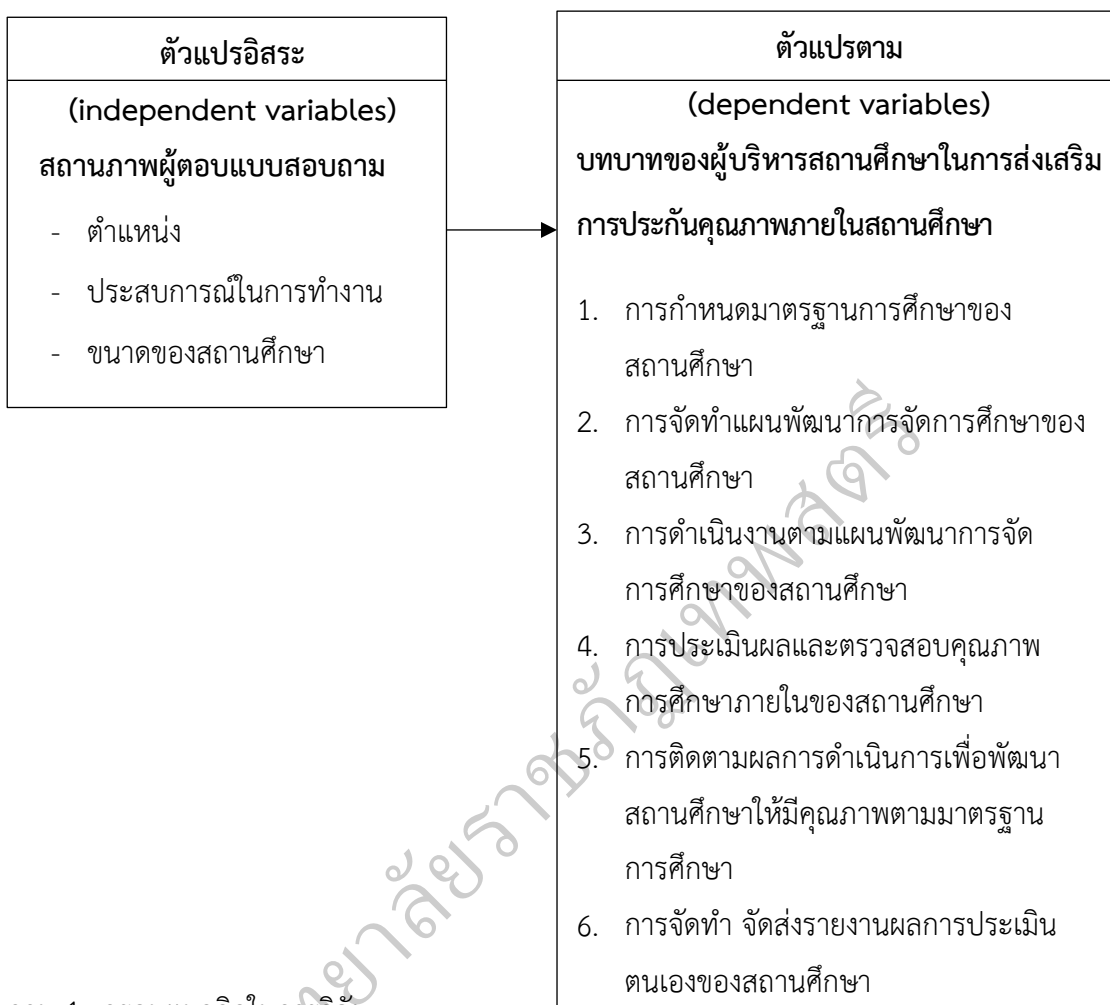 ตัวแปรอิสระ
(independent variables)
สถานภาพผู้ตอบแบบสอบถาม
- ตำแหน่ง
- ประสบการณ์ในการทำงาน
- ขนาดของสถานศึกษา
ตัวแปรตาม
(dependent variables)
บทบาทของผู้บริหารสถานศึกษาในการส่งเสริม
การประกันคุณภาพภายในสถานศึกษา
1. การกำหนดมาตรฐานการศึกษาของ
สถานศึกษา
2. การจัดทำแผนพัฒนาการจัดการศึกษาของ
สถานศึกษา
3. การดำเนินงานตามแผนพัฒนาการจัด
การศึกษาของสถานศึกษา
4. การประเมินผลและตรวจสอบคุณภาพ
การศึกษาภายในของสถานศึกษา
5. การติดตามผลการดำเนินการเพื่อพัฒนา
สถานศึกษาให้มีคุณภาพตามมาตรฐาน
การศึกษา
6. การจัดทำ จัดส่งรายงานผลการประเมิน
ตนเองของสถานศึกษา
ยาลัยราชภัฏเทพสตรี